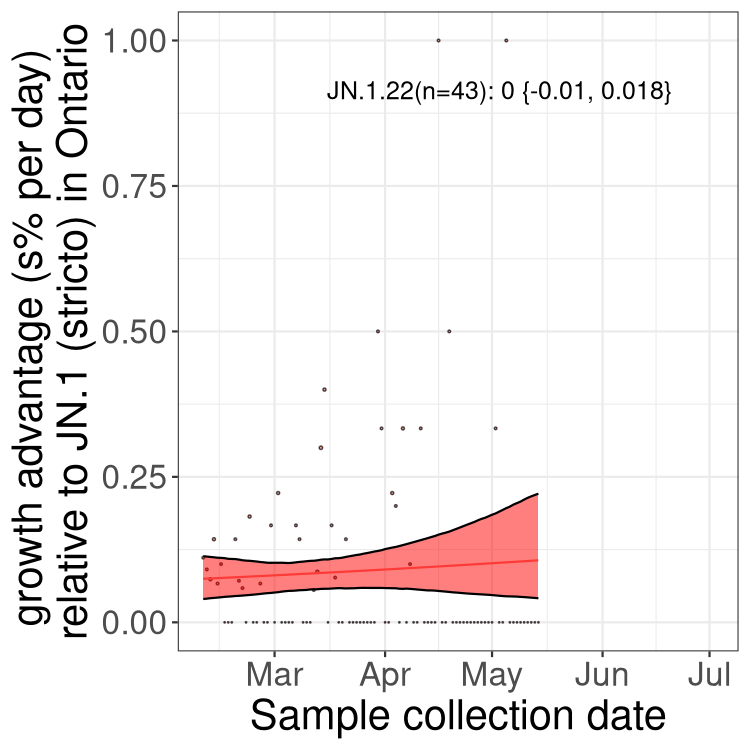 growth advantage (s% per day)
relative to JN.1 (stricto) in Ontario
1.00
0.75
0.50
0.25
0.00
JN.1.22(n=43): 0 {-0.01, 0.018}
Mar Apr May Jun Jul
Sample collection date